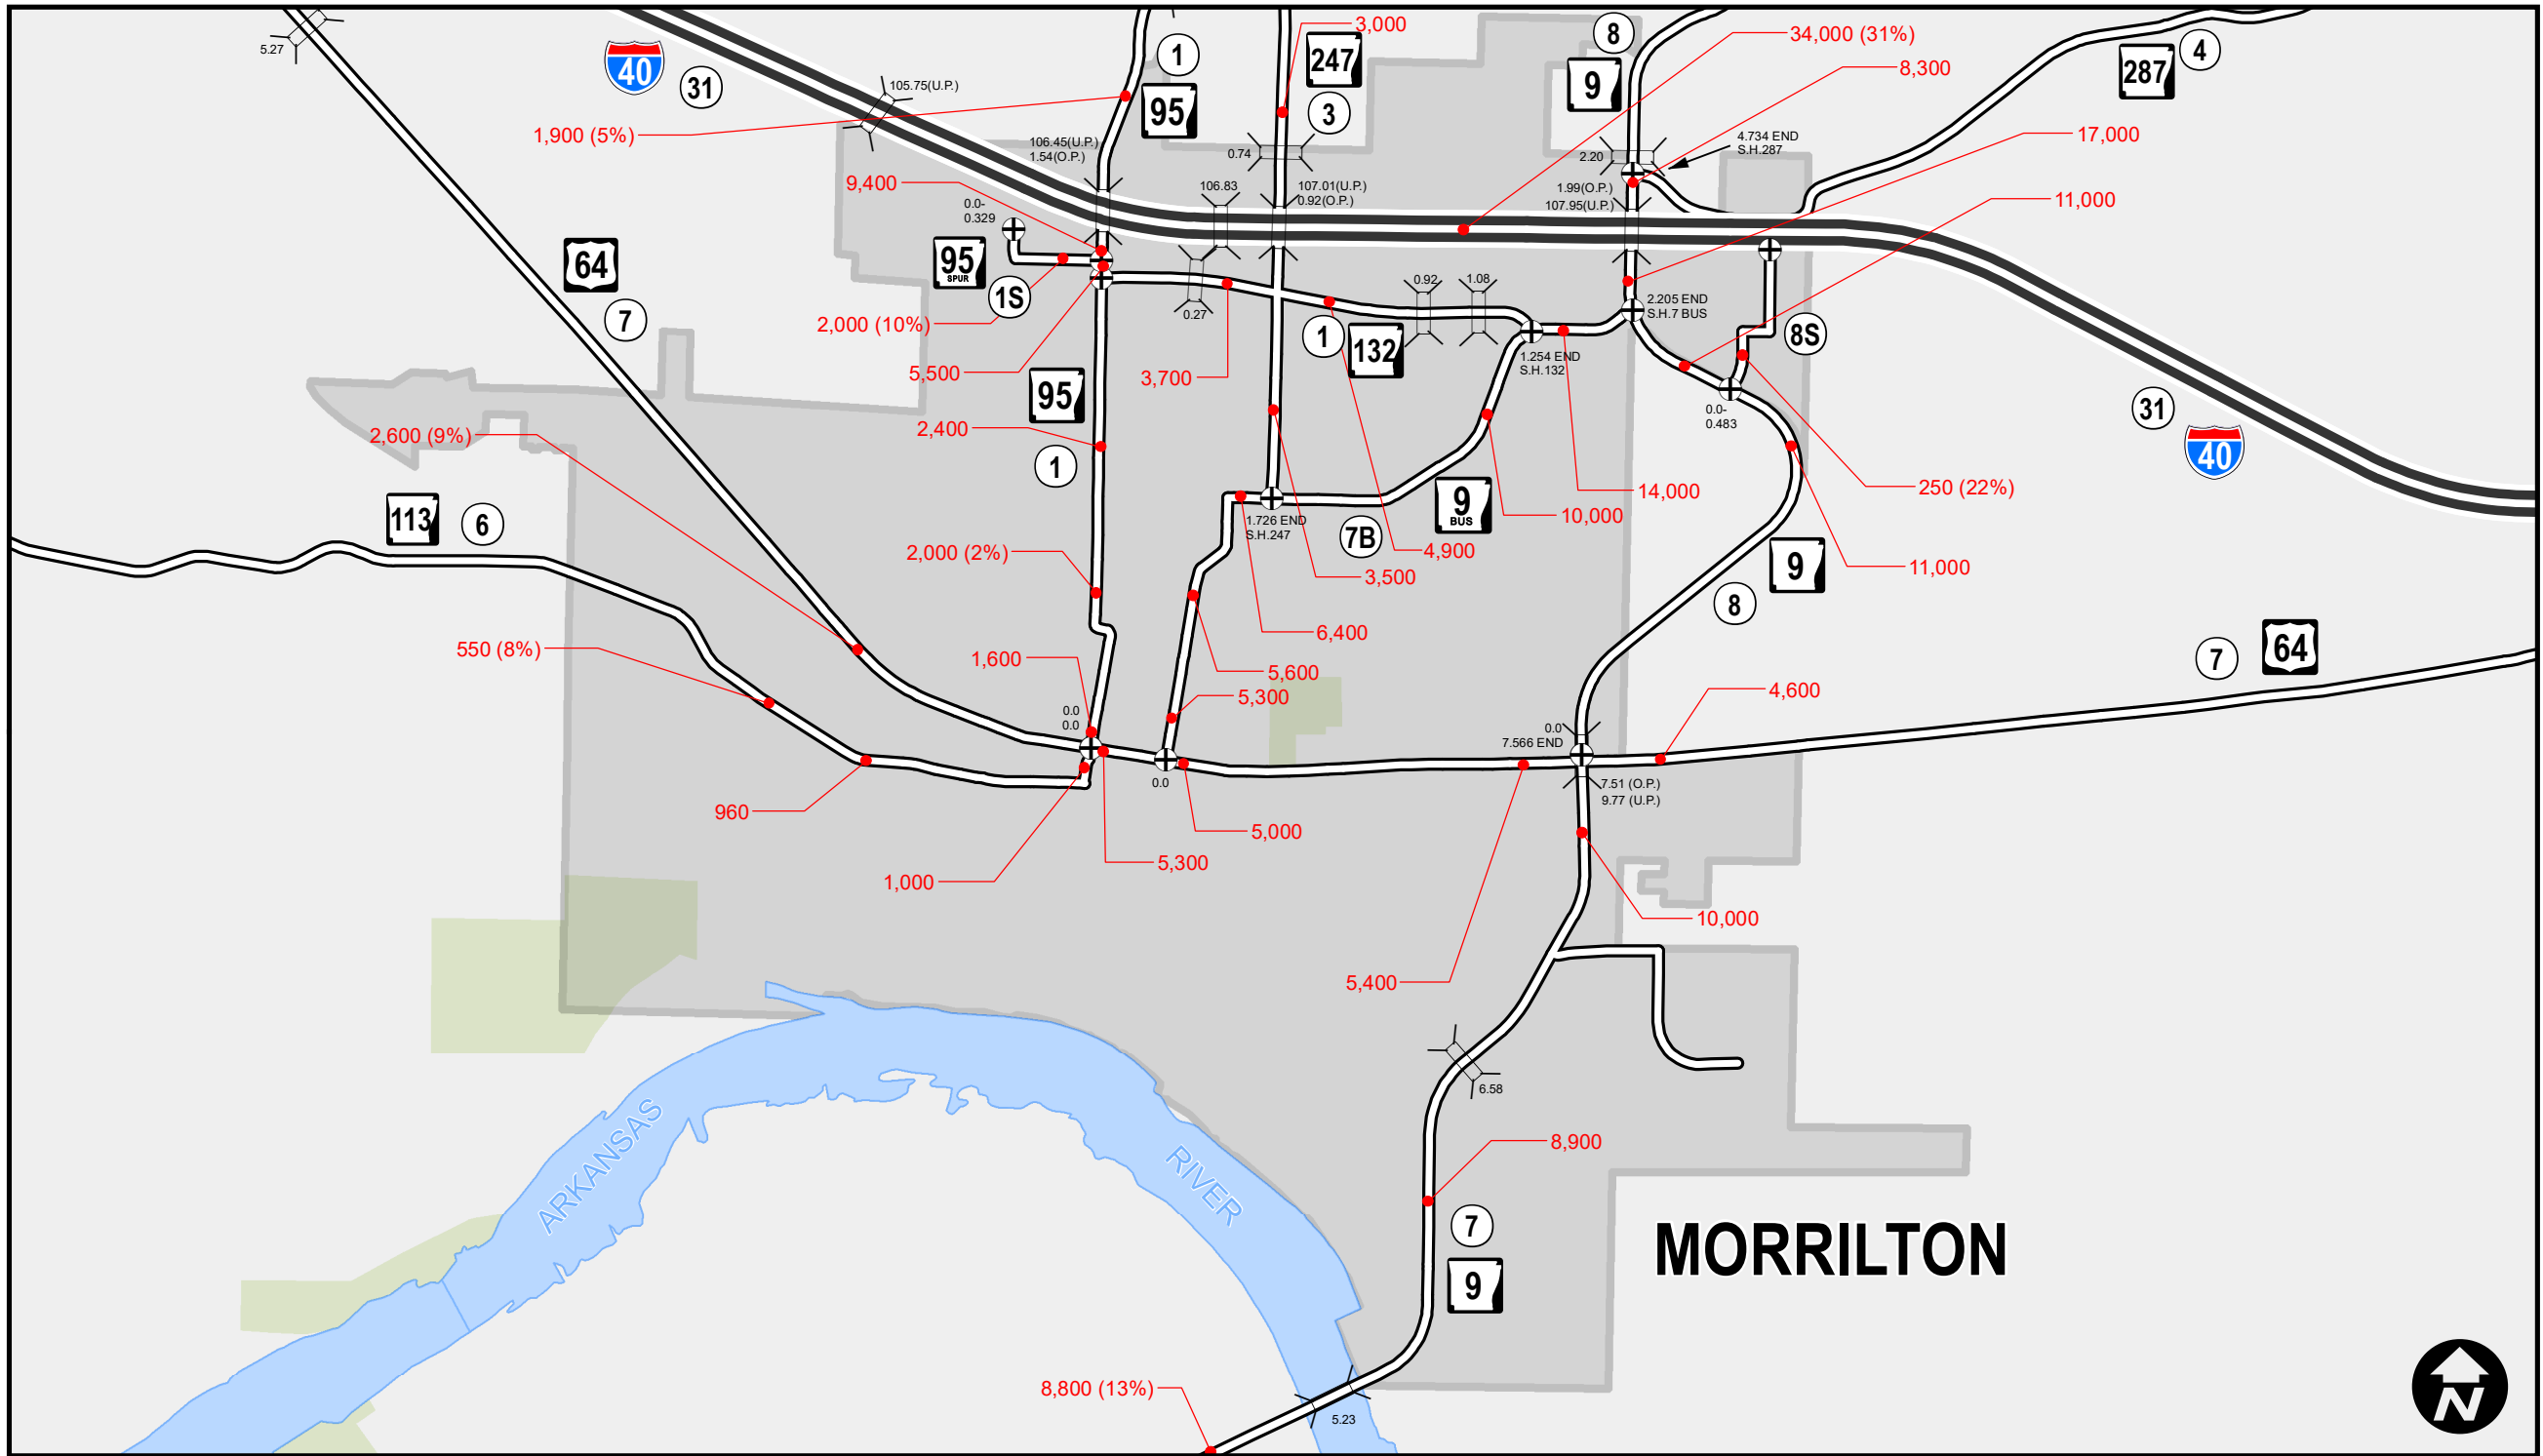 3,000
34,000 (31%)
8,300
1
247
8
9
287
4
5.27
40
31
105.75(U.P.)
95
3
1,900 (5%)
106.45(U.P.)
1.54(O.P.)
0.74
2.20
4.734 END
S.H.287
17,000
9,400
106.83
107.01(U.P.)
0.92(O.P.)
1.99(O.P.)
107.95(U.P.)
11,000
0.0-
0.329
64
7
95
SPUR
1S
2,000 (10%)
0.27
0.92
1.08
2.205 END
S.H.7 BUS
8S
1
132
1.254 END
S.H.132
5,500
3,700
95
2,400
1
0.0-
0.483
31
40
2,600 (9%)
113
6
14,000
250 (22%)
9
BUS
10,000
1.726 END
S.H.247
7B
4,900
2,000 (2%)
3,500
9
11,000
8
6,400
550 (8%)
1,600
5,600
5,300
4,600
7
64
0.0
0.0
0.0
7.566 END
0.0
7.51 (O.P.)
9.77 (U.P.)
960
5,000
5,300
1,000
10,000
5,400
6.58
ARKANSAS
RIVER
8,900
7
9
MORRILTON
8,800 (13%)
5.23
N